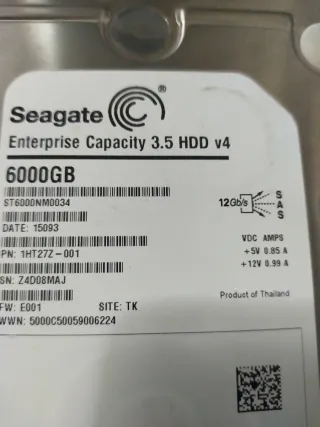 Seagate ®
Enterprise Capacity 3.5 HDD v4
6000GB
ST6000NM0034
12Gb/s SAS
DATE: 15093
VDC AMPS
PN: 1HT27Z-001
+5V 0.85 A
+12V 0.99 A
SN: Z4D08MAJ
Product of Thailand
FW: E001 SITE: TK
WWN: 5000C50059006224